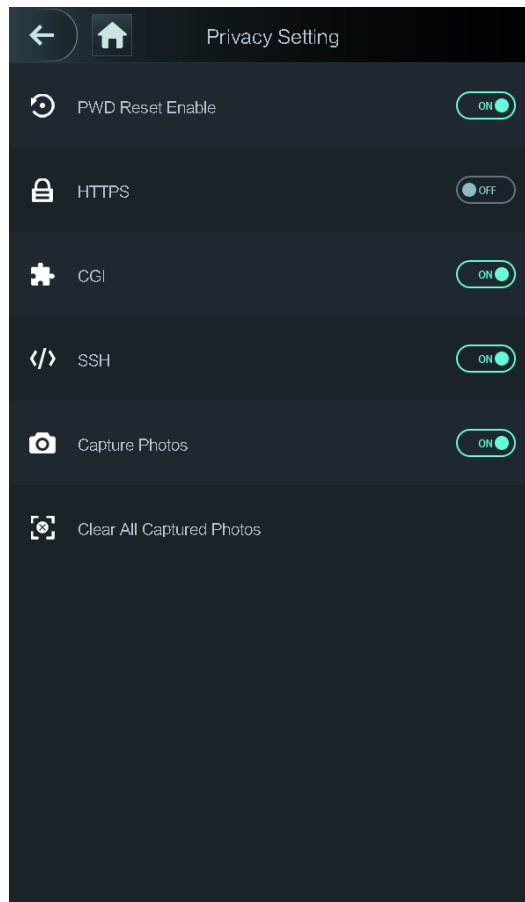 Privacy Setting
PWD Reset Enable ON
HTTPS OFF
CGI ON
SSH ON
Capture Photos ON
Clear All Captured Photos